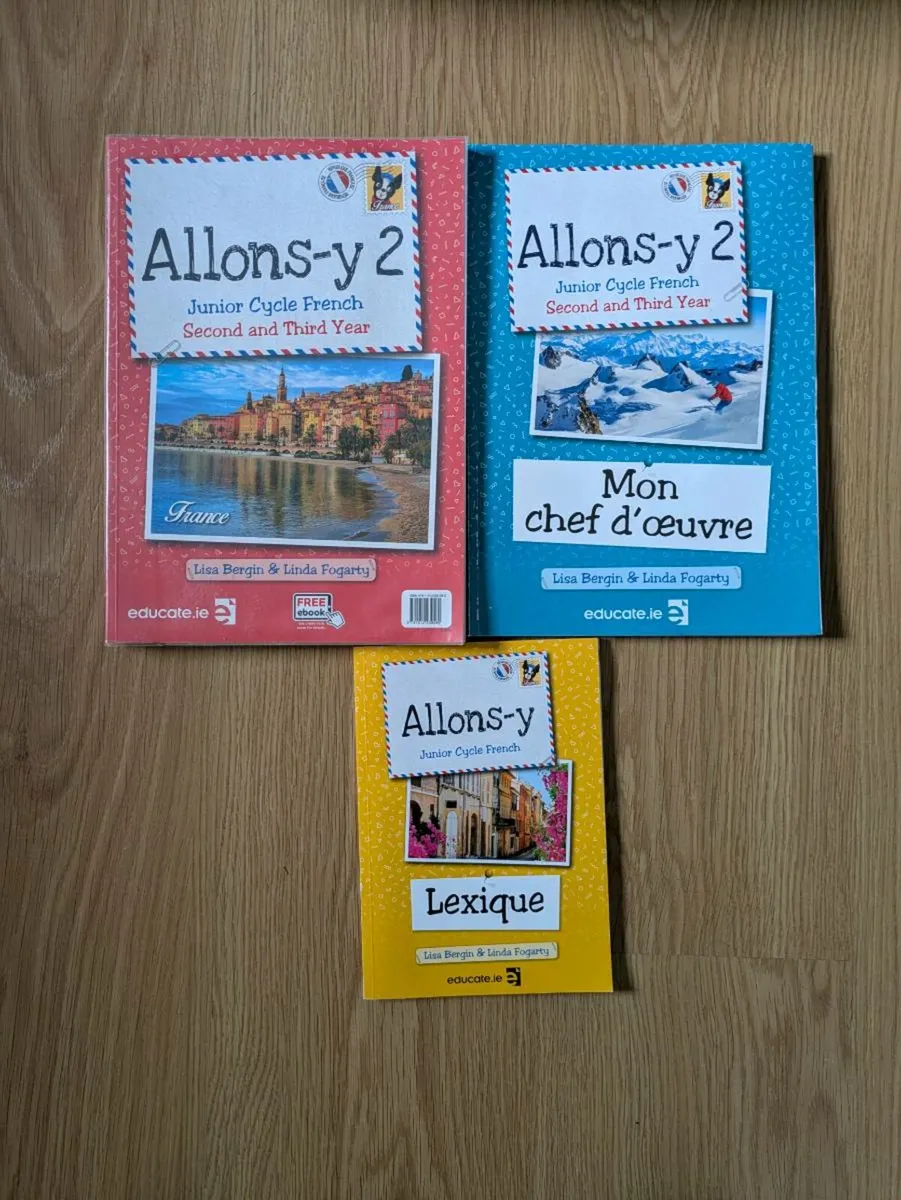 Allons-y 2
Junior Cycle French
Second and Third Year
France
Lisa Bergin & Linda Fogarty
educate.ie
FREE
ebook
Allons-y 2
Junior Cycle French
Second and Third Year
Mon
chef d'œuvre
Lisa Bergin & Linda Fogarty
educate.ie
Allons-y
Junior Cycle French
Lexique
Lisa Bergin & Linda Fogarty
educate.ie